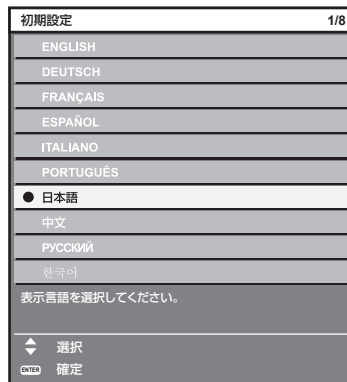 初期設定 1/8
ENGLISH
DEUTSCH
FRANÇAIS
ESPAÑOL
ITALIANO
PORTUGUÊS
日本語
中文
РУССКИЙ
한국어
表示言語を選択してください。
選択
ENTER 確定